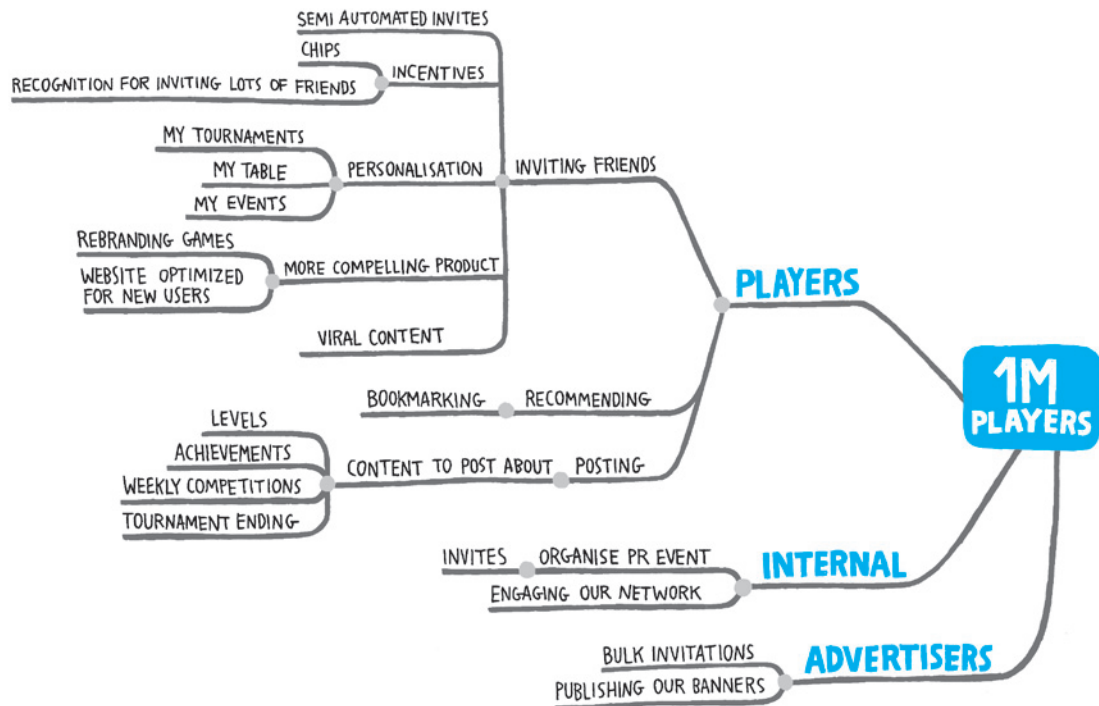 SEMI AUTOMATED INVITES
CHIPS
INCENTIVES
RECOGNITION FOR INVITING LOTS OF FRIENDS
MY TOURNAMENTS
MY TABLE
PERSONALISATION
INVITING FRIENDS
MY EVENTS
REBRANDING GAMES
WEBSITE OPTIMIZED
FOR NEW USERS
MORE COMPELLING PRODUCT
PLAYERS
VIRAL CONTENT
1M
PLAYERS
BOOKMARKING
RECOMMENDING
LEVELS
ACHIEVEMENTS
WEEKLY COMPETITIONS
TOURNAMENT ENDING
CONTENT TO POST ABOUT
POSTING
INVITES
ORGANISE PR EVENT
INTERNAL
ENGAGING OUR NETWORK
BULK INVITATIONS
ADVERTISERS
PUBLISHING OUR BANNERS